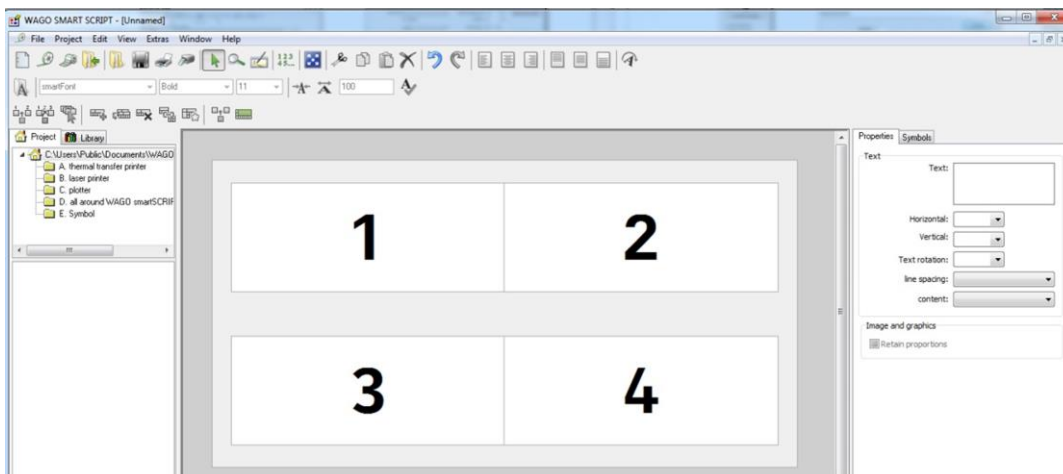 WAGO SMART SCRIPT - [Unnamed]
File Project Edit View Extras Window Help
smartFont Bold 11 100
Project Library
C:\Users\Public\Documents\WAGO
A. thermal transfer printer
B. laser printer
C. plotter
D. all around WAGO smartSCRIF
E. Symbol
1 2
3 4
Properties Symbols
Text
Text:
Horizontal:
Vertical:
Text rotation:
line spacing:
content:
Image and graphics
Retain proportions